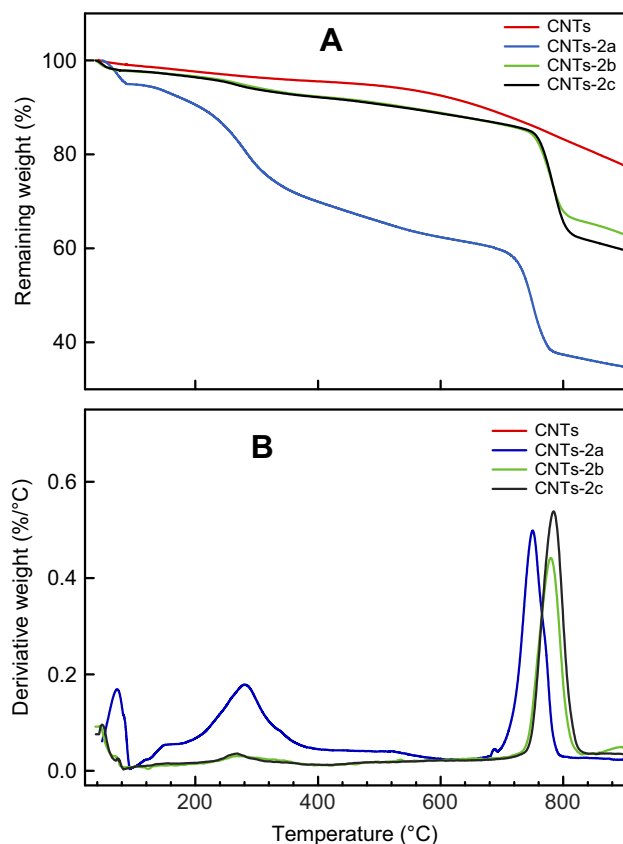 A
CNTs
CNTs-2a
CNTs-2b
CNTs-2c
100
80
60
40
Remaining weight (%)
B
CNTs
CNTs-2a
CNTs-2b
CNTs-2c
0.6
0.4
0.2
0.0
Deriviative weight (%/°C)
200
400
600
800
Temperature (°C)